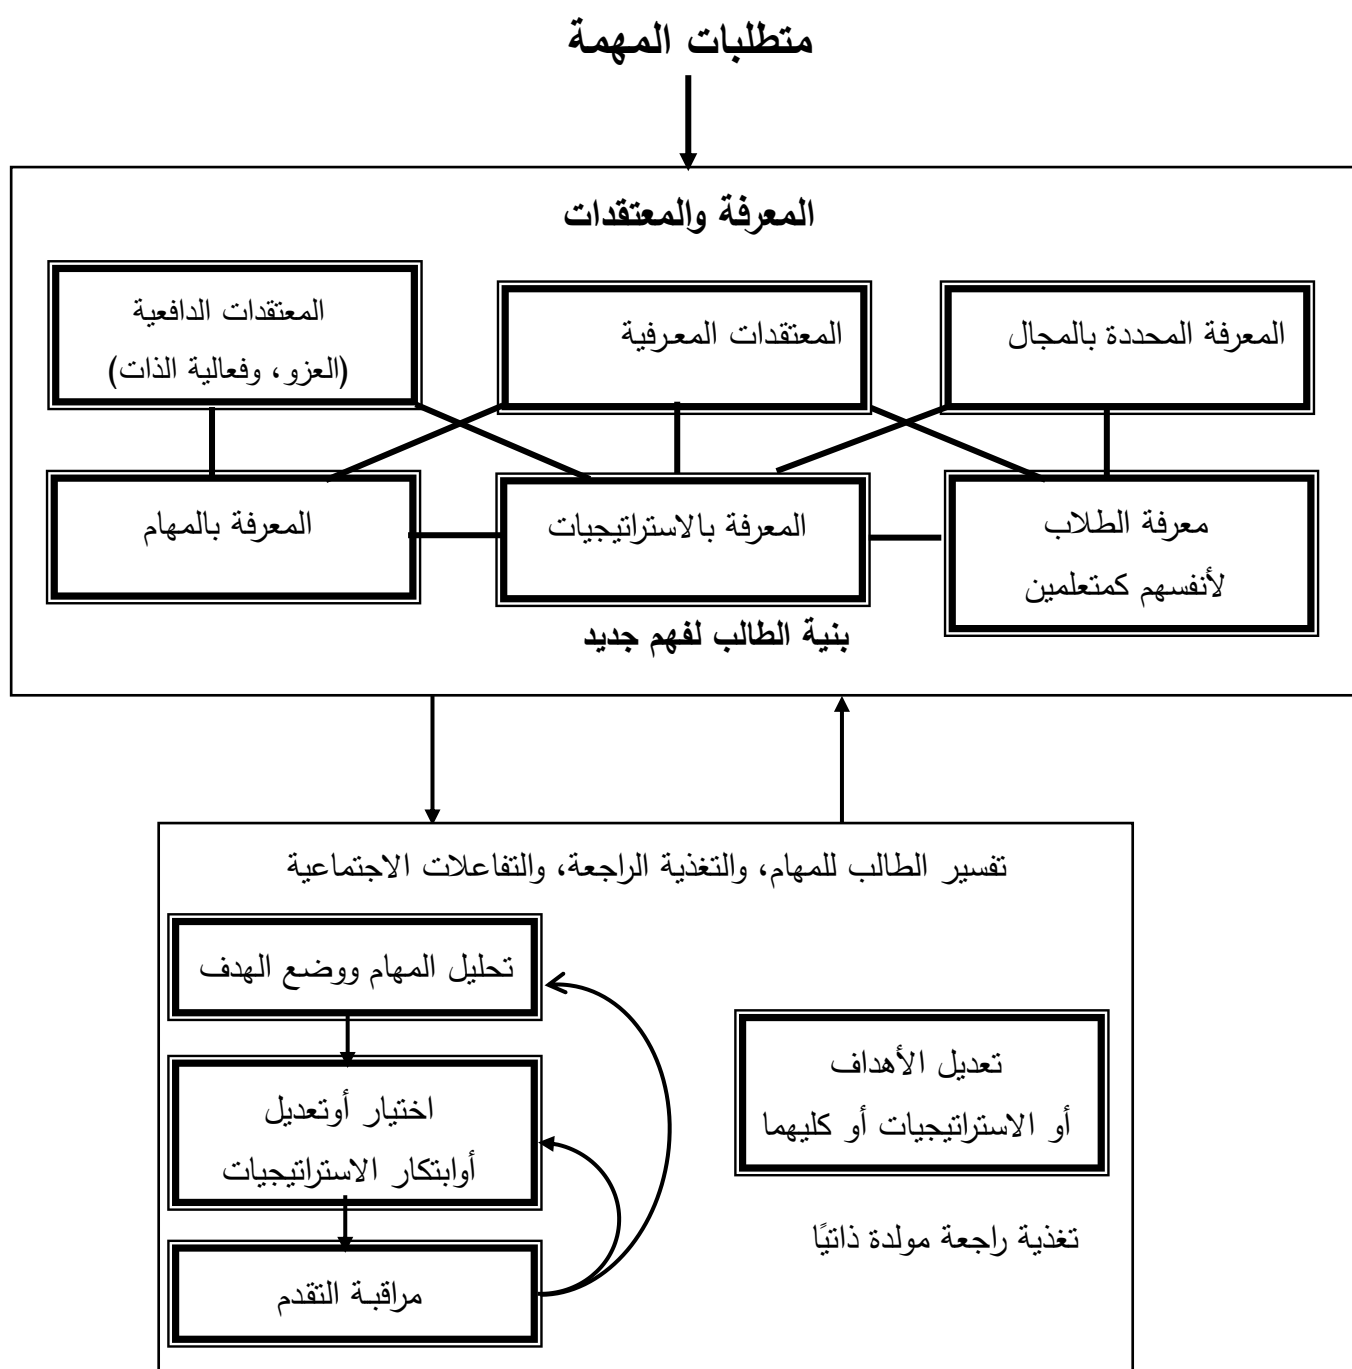 متطلبات المهمة
المعرفة والمعتقدات
المعرفة المحددة بالمجال
المعتقدات المعرفية
المعتقدات الدافعية
(العزو، وفعالية الذات)
معرفة الطلاب
لأنفسهم كمتعلمين
المعرفة بالاستراتيجيات
المعرفة بالمهام
بنية الطالب لفهم جديد
تفسير الطالب للمهام، والتغذية الراجعة، والتفاعلات الاجتماعية
تحليل المهام ووضع الهدف
اختيار أوتعديل
أوابتكار الاستراتيجيات
مراقبة التقدم
تعديل الأهداف
أو الاستراتيجيات أو كليهما
تغذية راجعة مولدة ذاتيًا